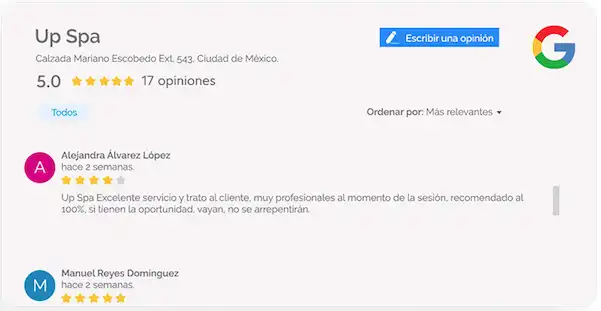 Up Spa
Escribir una opinión
Calzada Mariano Escobedo Ext, 543, Ciudad de México.
5.0 17 opiniones
Todos
Ordenar por: Más relevantes
A
Alejandra Álvarez López
hace 2 semanas.
Up Spa Excelente servicio y trato al cliente, muy profesionales al momento de la sesión, recomendado al
100%, si tienen la oportunidad, vayan, no se arrepentirán.
M
Manuel Reyes Dominguez
hace 2 semanas.